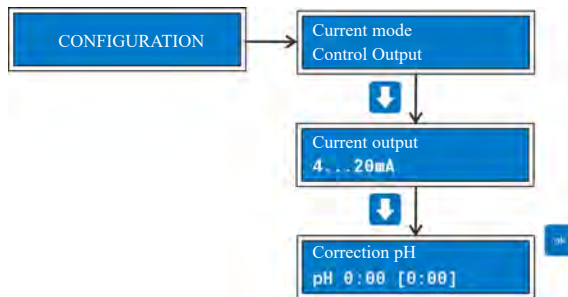 CONFIGURATION
Current mode
Control Output
Current output
4...20mA
Correction pH
pH 0:00 [0:00]